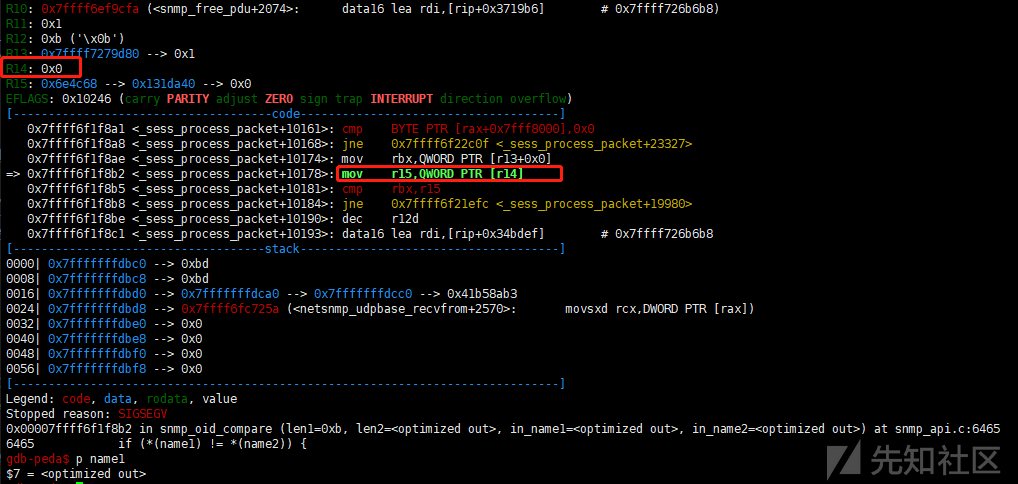 R10: 0x7ffff6ef9cfa (<snmp_free_pdu+2074>: data16 lea rdi,[rip+0x3719b6] # 0x7ffff726b6b8)
R11: 0x1
R12: 0xb ('\x0b')
R13: 0x7ffff7279d80 --> 0x1
R14: 0x0
R15: 0x6e4c68 --> 0x131da40 --> 0x0
EFLAGS: 0x10246 (carry PARITY adjust ZERO sign trap INTERRUPT direction overflow)
[-------------------------------------code-------------------------------------]
0x7ffff6f1f8a1 <_sess_process_packet+10161>: cmp BYTE PTR [rax+0x7fff8000],0x0
0x7ffff6f1f8a8 <_sess_process_packet+10168>: jne 0x7ffff6f22c0f <_sess_process_packet+23327>
0x7ffff6f1f8ae <_sess_process_packet+10174>: mov rbx,QWORD PTR [r13+0x0]
=> 0x7ffff6f1f8b2 <_sess_process_packet+10178>: mov r15,QWORD PTR [r14]
0x7ffff6f1f8b5 <_sess_process_packet+10181>: cmp rbx,r15
0x7ffff6f1f8b8 <_sess_process_packet+10184>: jne 0x7ffff6f21efc <_sess_process_packet+19980>
0x7ffff6f1f8be <_sess_process_packet+10190>: dec r12d
0x7ffff6f1f8c1 <_sess_process_packet+10193>: data16 lea rdi,[rip+0x34bdef] # 0x7ffff726b6b8
[------------------------------------stack-------------------------------------]
0000| 0x7fffffffdbc0 --> 0xbd
0008| 0x7fffffffdbc8 --> 0xbd
0016| 0x7fffffffdbd0 --> 0x7fffffffdca0 --> 0x7fffffffdcc0 --> 0x41b58ab3
0024| 0x7fffffffdbd8 --> 0x7ffff6fc725a (<netsnmp_udpbase_recvfrom+2570>: movsxd rcx,DWORD PTR [rax])
0032| 0x7fffffffdbe0 --> 0x0
0040| 0x7fffffffdbe8 --> 0x0
0048| 0x7fffffffdbf0 --> 0x0
0056| 0x7fffffffdbf8 --> 0x0
[------------------------------------------------------------------------------]
Legend: code, data, rodata, value
Stopped reason: SIGSEGV
0x00007ffff6f1f8b2 in snmp_oid_compare (len1=0xb, len2=<optimized out>, in_name1=<optimized out>, in_name2=<optimized out>) at snmp_api.c:6465
6465 if (*(name1) != *(name2)) {
gdb-peda$ p name1
$7 = <optimized out>
先知社区